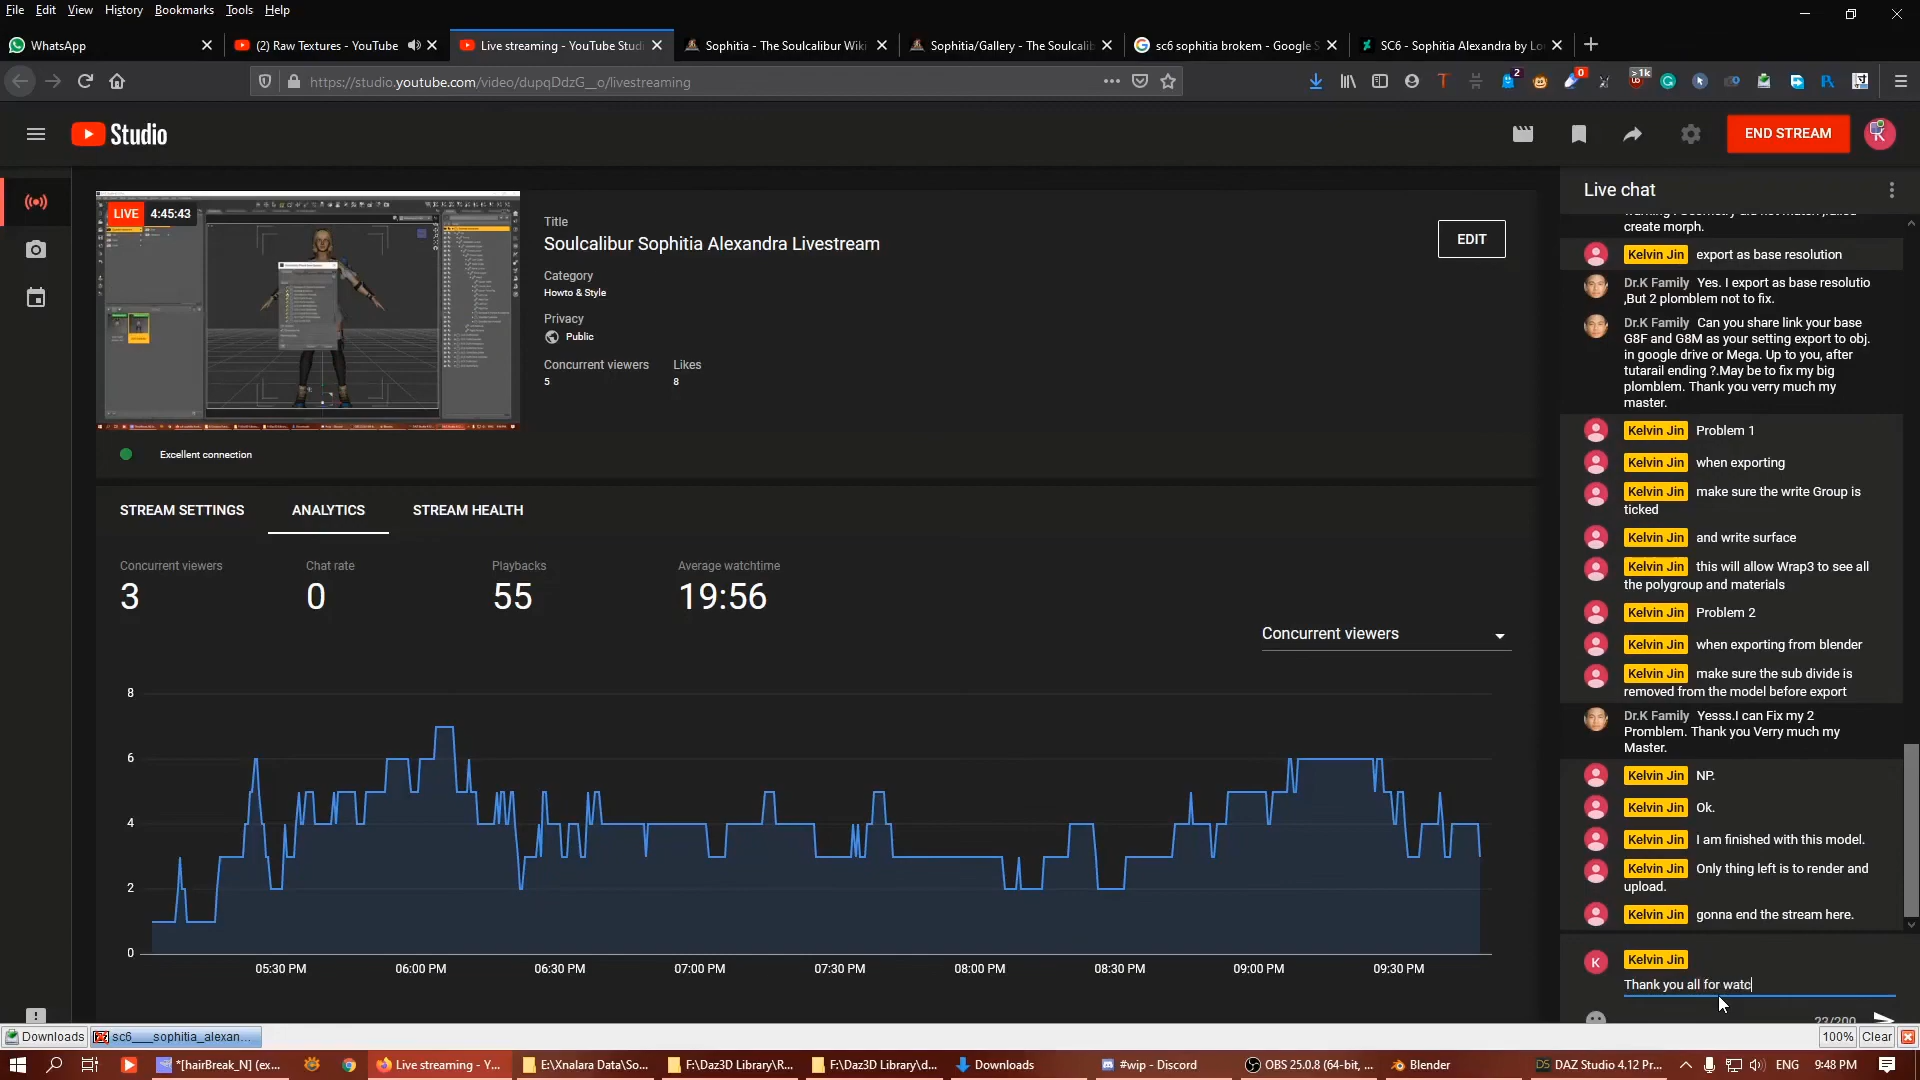 File Edit View History Bookmarks Tools Help
WhatsApp
(2) Raw Textures - YouTube
Live streaming - YouTube Studi
Sophitia - The Soulcalibur Wiki
Sophitia/Gallery - The Soulcalib
sc6 sophitia brokem - Google S
SC6 - Sophitia Alexandra by Lo
https://studio.youtube.com/video/dupqDdzG__o/livestreaming
2
0
>1k
Studio
END STREAM
K
LIVE 4:45:43
Title
Soulcalibur Sophitia Alexandra Livestream
EDIT
Category
Howto & Style
Privacy
Public
Concurrent viewers Likes
5 8
Excellent connection
STREAM SETTINGS ANALYTICS STREAM HEALTH
Concurrent viewers Chat rate Playbacks Average watchtime
3 0 55 19:56
Concurrent viewers
8
6
4
2
0
05:30 PM 06:00 PM 06:30 PM 07:00 PM 07:30 PM 08:00 PM 08:30 PM 09:00 PM 09:30 PM
Live chat
create morph.
Kelvin Jin export as base resolution
Dr.K Family Yes. I export as base resolutio
,But 2 plomblem not to fix.
Dr.K Family Can you share link your base
G8F and G8M as your setting export to obj.
in google drive or Mega. Up to you, after
tutarail ending ?.May be to fix my big
plomblem. Thank you verry much my
master.
Kelvin Jin Problem 1
Kelvin Jin when exporting
Kelvin Jin make sure the write Group is
ticked
Kelvin Jin and write surface
Kelvin Jin this will allow Wrap3 to see all
the polygroup and materials
Kelvin Jin Problem 2
Kelvin Jin when exporting from blender
Kelvin Jin make sure the sub divide is
removed from the model before export
Dr.K Family Yesss.I can Fix my 2
Promblem. Thank you Verry much my
Master.
Kelvin Jin NP.
Kelvin Jin Ok.
Kelvin Jin I am finished with this model.
Kelvin Jin Only thing left is to render and
upload.
Kelvin Jin gonna end the stream here.
K Kelvin Jin
Thank you all for watc
22/200
Downloads
sc6____sophitia_alexan...
100% Clear
*[hairBreak_N] (ex...
Live streaming - Y...
E:\Xnalara Data\So...
F:\Daz3D Library\R...
F:\Daz3D Library\d...
Downloads
#wip - Discord
OBS 25.0.8 (64-bit, ...
Blender
DAZ Studio 4.12 Pr...
ENG 9:48 PM